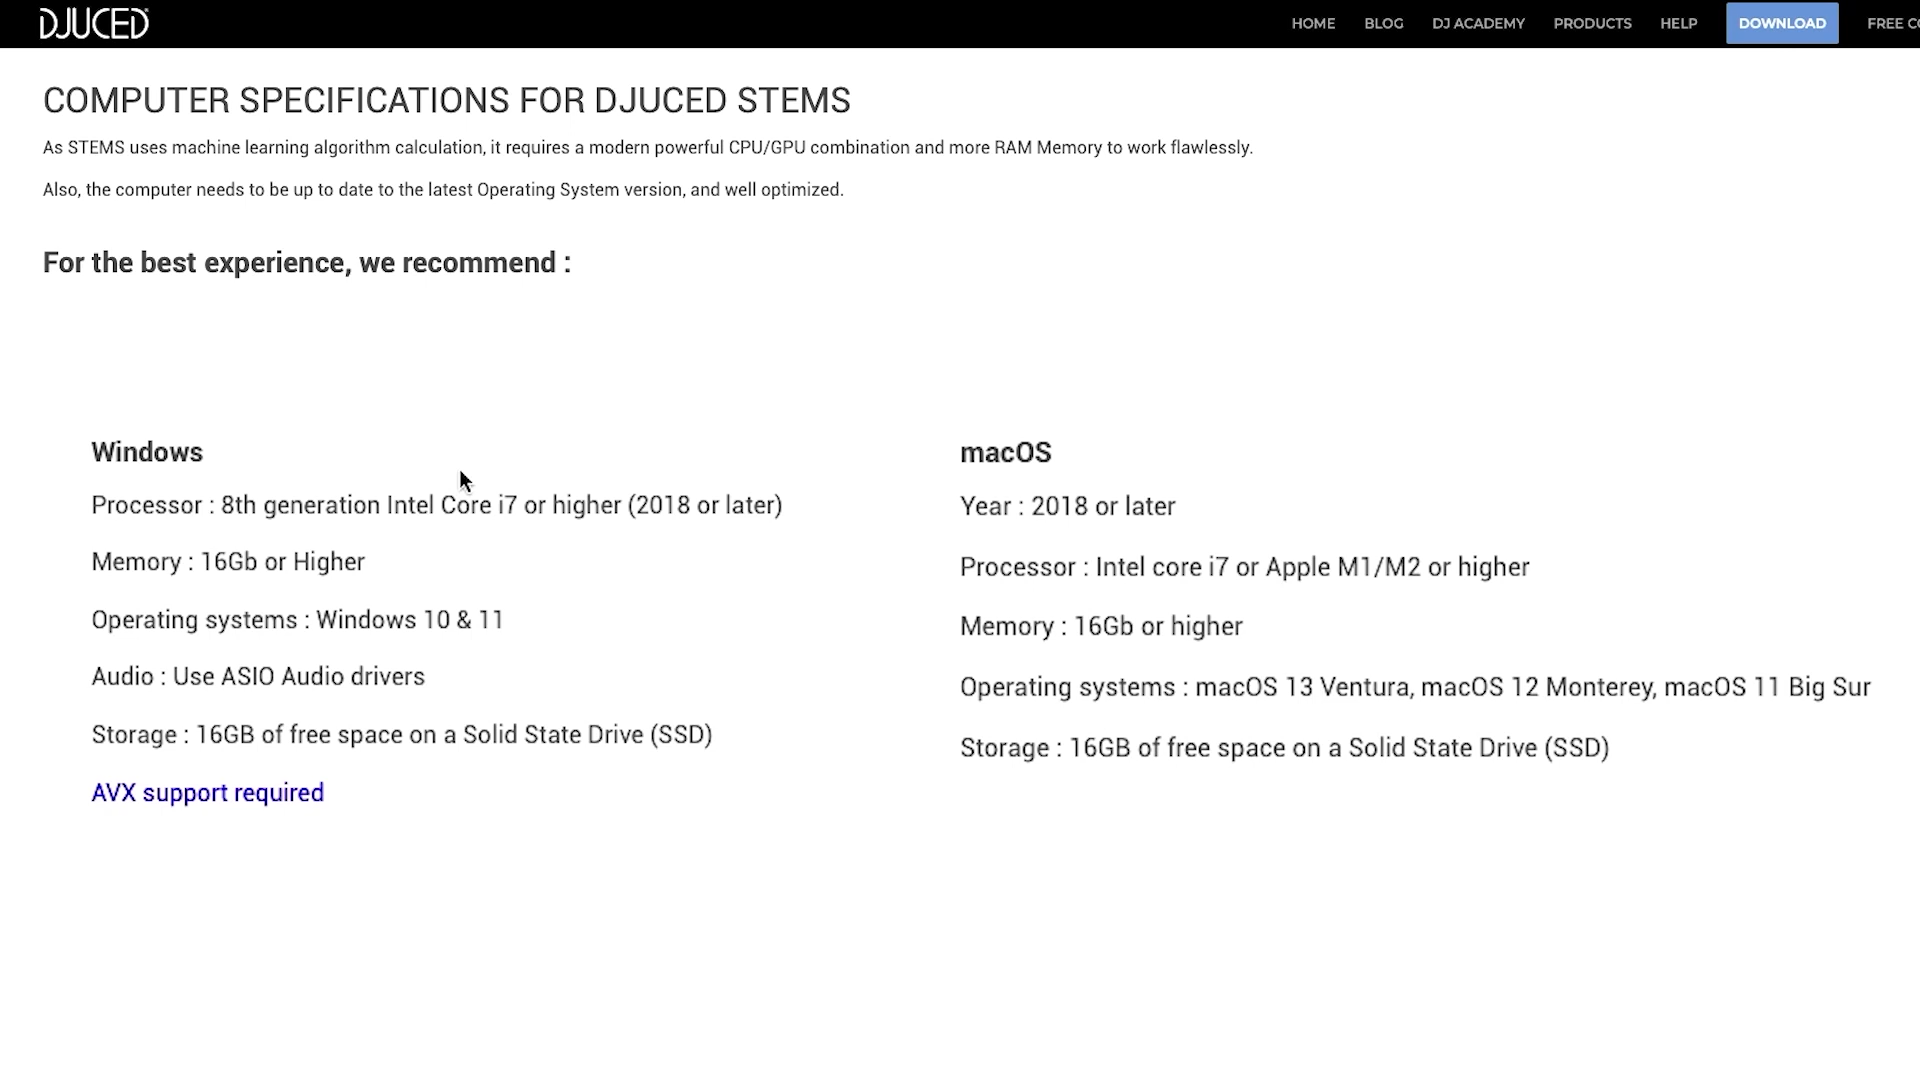 DJUCED
HOME BLOG DJ ACADEMY PRODUCTS HELP DOWNLOAD FREE
COMPUTER SPECIFICATIONS FOR DJUCED STEMS
As STEMS uses machine learning algorithm calculation, it requires a modern powerful CPU/GPU combination and more RAM Memory to work flawlessly.
Also, the computer needs to be up to date to the latest Operating System version, and well optimized.
For the best experience, we recommend :
Windows
Processor : 8th generation Intel Core i7 or higher (2018 or later)
Memory : 16Gb or Higher
Operating systems : Windows 10 & 11
Audio : Use ASIO Audio drivers
Storage : 16GB of free space on a Solid State Drive (SSD)
AVX support required
macOS
Year : 2018 or later
Processor : Intel core i7 or Apple M1/M2 or higher
Memory : 16Gb or higher
Operating systems : macOS 13 Ventura, macOS 12 Monterey, macOS 11 Big Sur
Storage : 16GB of free space on a Solid State Drive (SSD)